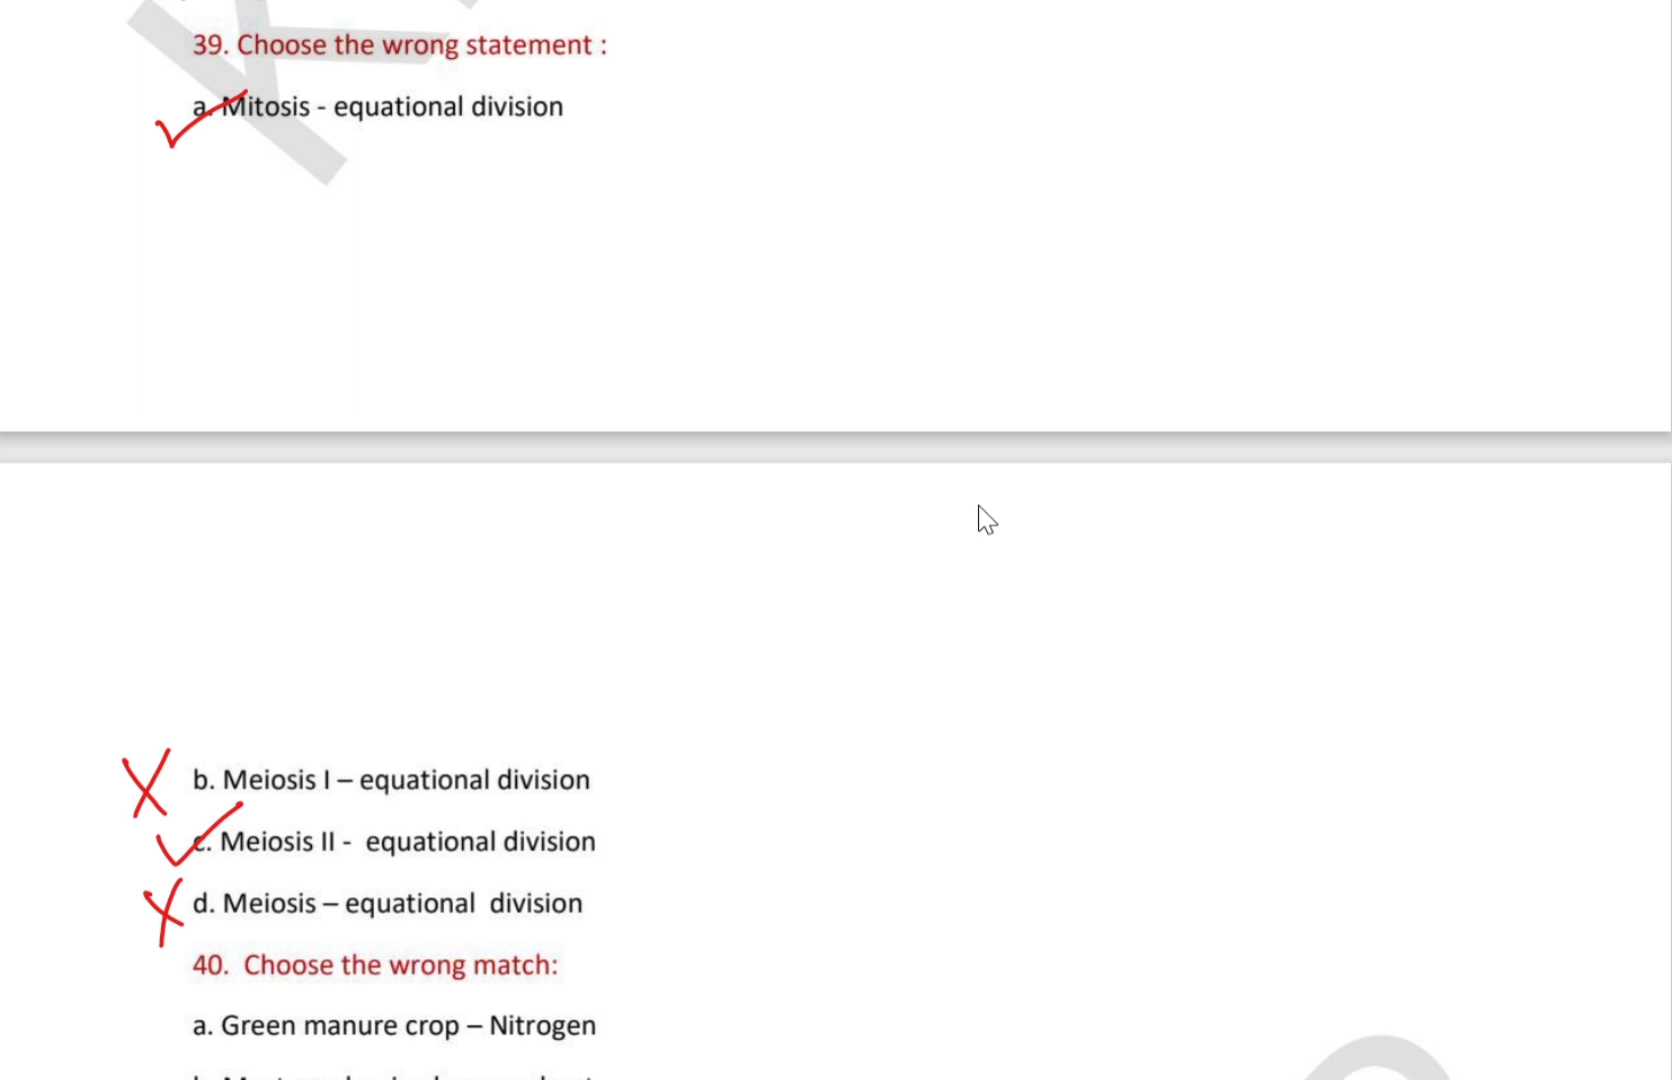 39. Choose the wrong statement :
a. Mitosis - equational division
b. Meiosis I – equational division
c. Meiosis II - equational division
d. Meiosis – equational division
40. Choose the wrong match:
a. Green manure crop – Nitrogen